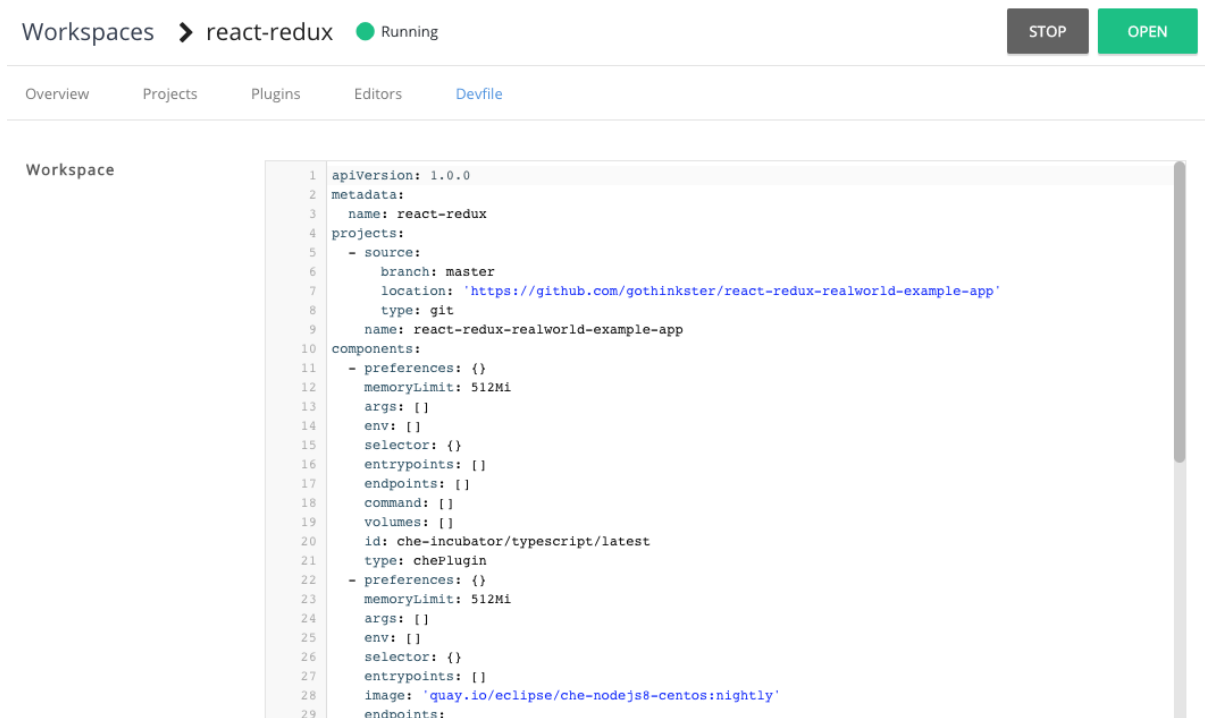 Workspaces > react-redux Running STOP OPEN
Overview Projects Plugins Editors Devfile
Workspace
1 apiVersion: 1.0.0
2 metadata:
3   name: react-redux
4 projects:
5   - source:
6       branch: master
7       location: 'https://github.com/gothinkster/react-redux-realworld-example-app'
8       type: git
9     name: react-redux-realworld-example-app
10 components:
11   - preferences: {}
12     memoryLimit: 512Mi
13     args: []
14     env: []
15     selector: {}
16     entrypoints: []
17     endpoints: []
18     command: []
19     volumes: []
20     id: che-incubator/typescript/latest
21     type: chePlugin
22   - preferences: {}
23     memoryLimit: 512Mi
24     args: []
25     env: []
26     selector: {}
27     entrypoints: []
28     image: 'quay.io/eclipse/che-nodejs8-centos:nightly'
29     endpoints: